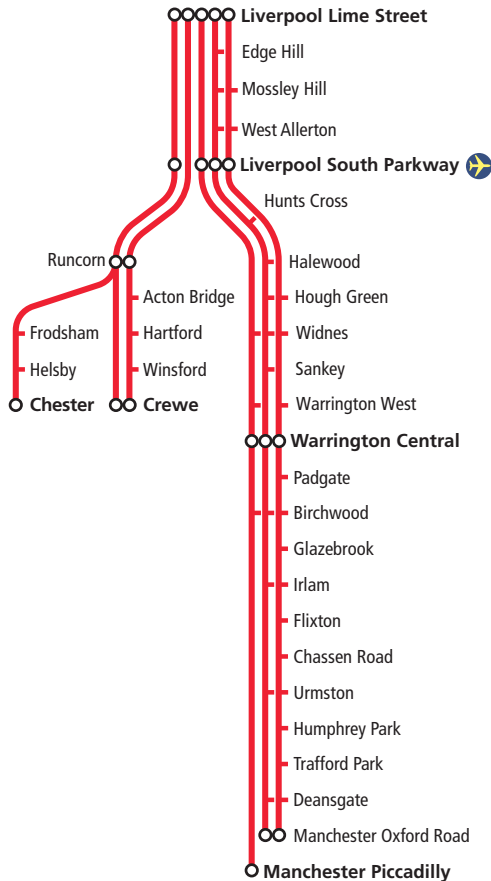 Liverpool Lime Street
Edge Hill
Mossley Hill
West Allerton
Liverpool South Parkway
Hunts Cross
Runcorn
Halewood
Acton Bridge
Hough Green
Frodsham
Hartford
Widnes
Helsby
Winsford
Sankey
Chester
Crewe
Warrington West
Warrington Central
Padgate
Birchwood
Glazebrook
Irlam
Flixton
Chassen Road
Urmston
Humphrey Park
Trafford Park
Deansgate
Manchester Oxford Road
Manchester Piccadilly